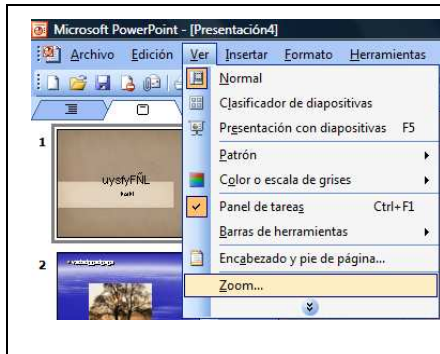 Microsoft PowerPoint - [Presentación4]
Archivo Edición Ver Insertar Formato Herramientas
Normal
Clasificador de diapositivas
Presentación con diapositivas F5
Patrón
Color o escala de grises
Panel de tareas Ctrl+F1
Barras de herramientas
Encabezado y pie de página...
Zoom...
1
uysfyFÑL
2